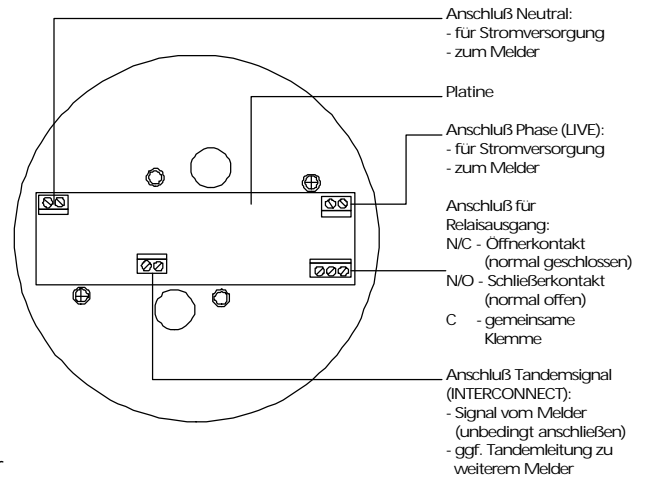 Anschluß Neutral:
- für Stromversorgung
- zum Melder
Platine
Anschluß Phase (LIVE):
- für Stromversorgung
- zum Melder
Anschluß für
Relaisausgang:
N/C - Öffnerkontakt
(normal geschlossen)
N/O - Schließerkontakt
(normal offen)
C - gemeinsame
Klemme
Anschluß Tandemsignal
(INTERCONNECT):
- Signal vom Melder
(unbedingt anschließen)
- ggf. Tandemleitung zu
weiterem Melder